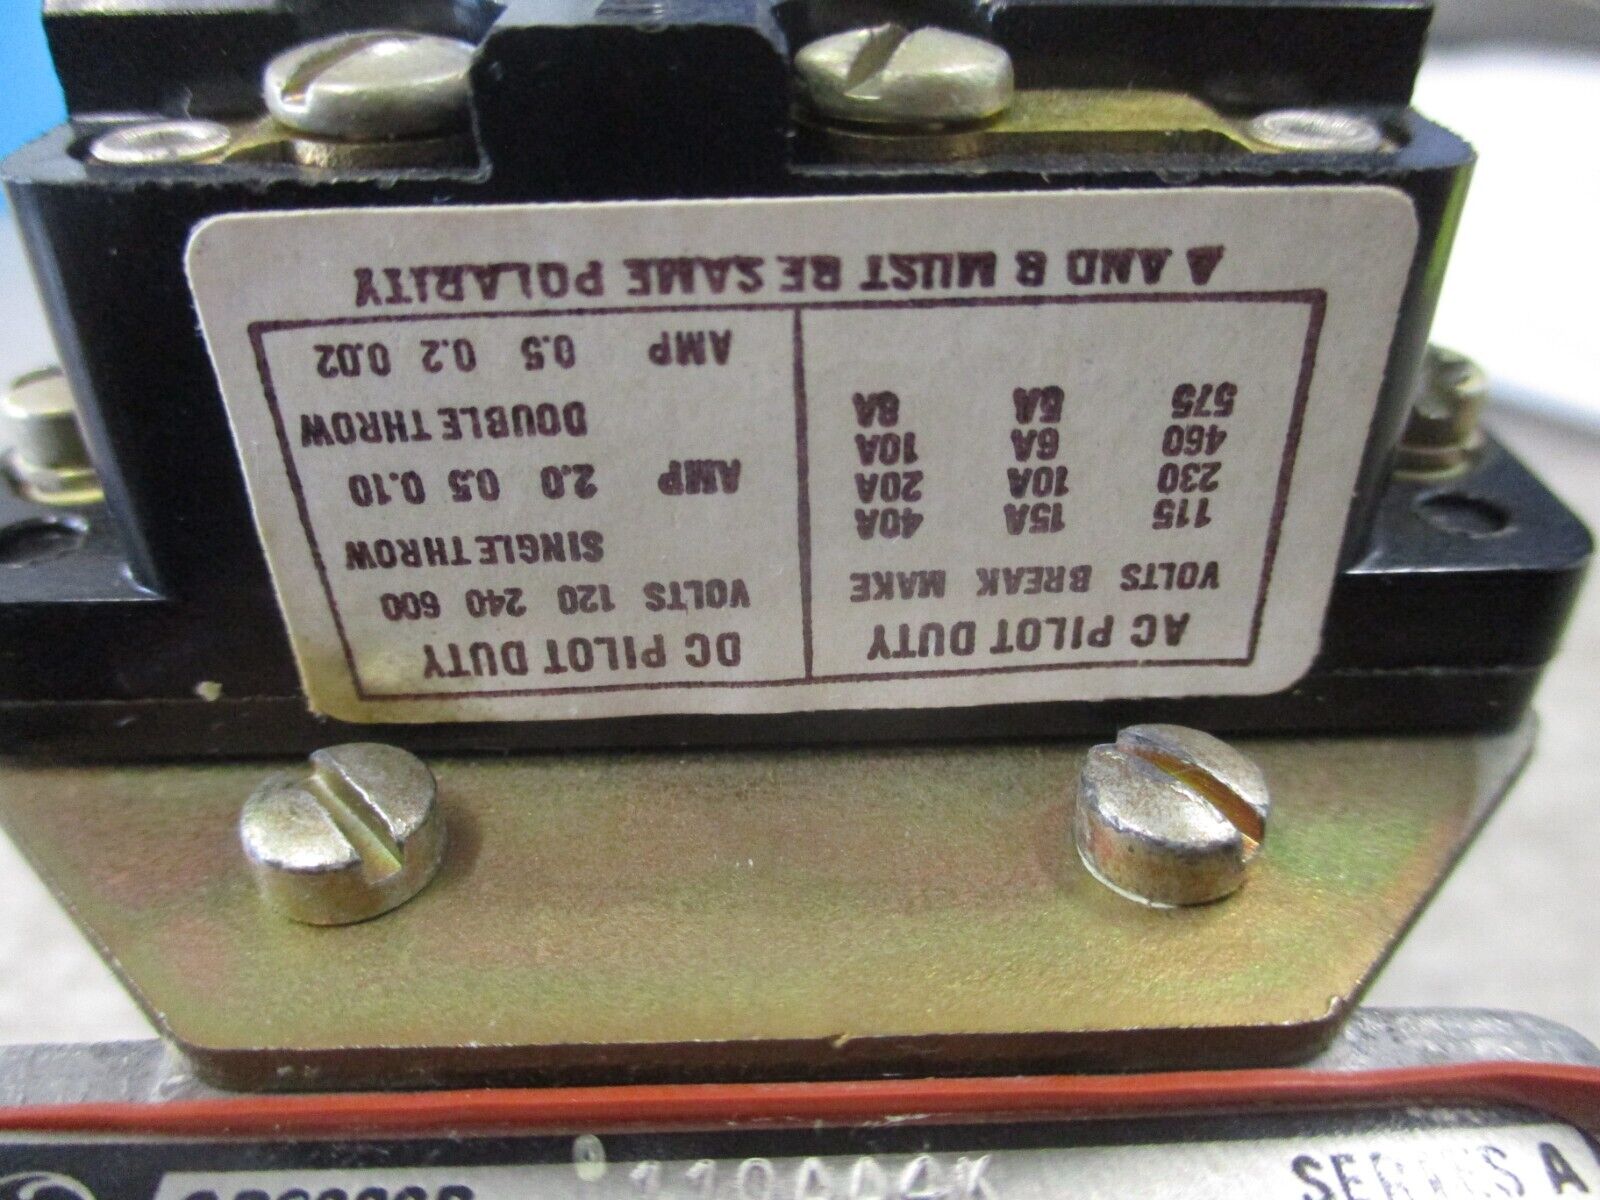 AC PILOT DUTY
VOLTS BREAK MAKE
115 15A 40A
230 10A 20A
460 6A 10A
575 5A 8A
DC PILOT DUTY
VOLTS 120 240 600
SINGLE THROW
AMP 2.0 0.5 0.10
DOUBLE THROW
AMP 0.5 0.2 0.02
A AND B MUST BE SAME POLARITY
SERIES A